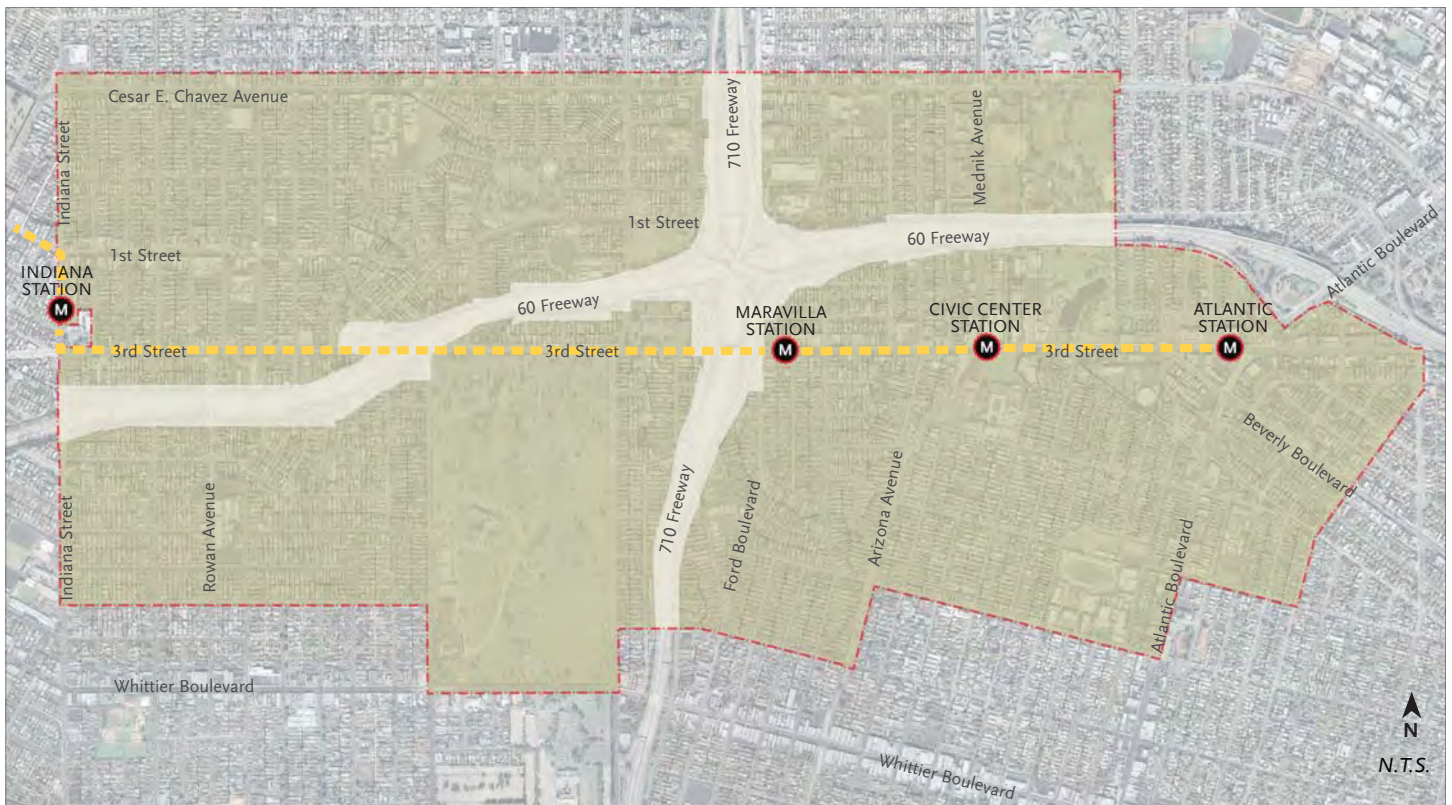 Cesar E. Chavez Avenue
Indiana Street
710 Freeway
Mednik Avenue
1st Street
60 Freeway
Atlantic Boulevard
1st Street
INDIANA
STATION
M
60 Freeway
MARAVILLA
STATION
M
CIVIC CENTER
STATION
M
ATLANTIC
STATION
M
3rd Street
3rd Street
3rd Street
Beverly Boulevard
Indiana Street
Rowan Avenue
710 Freeway
Ford Boulevard
Arizona Avenue
Atlantic Boulevard
Whittier Boulevard
Whittier Boulevard
N
N.T.S.